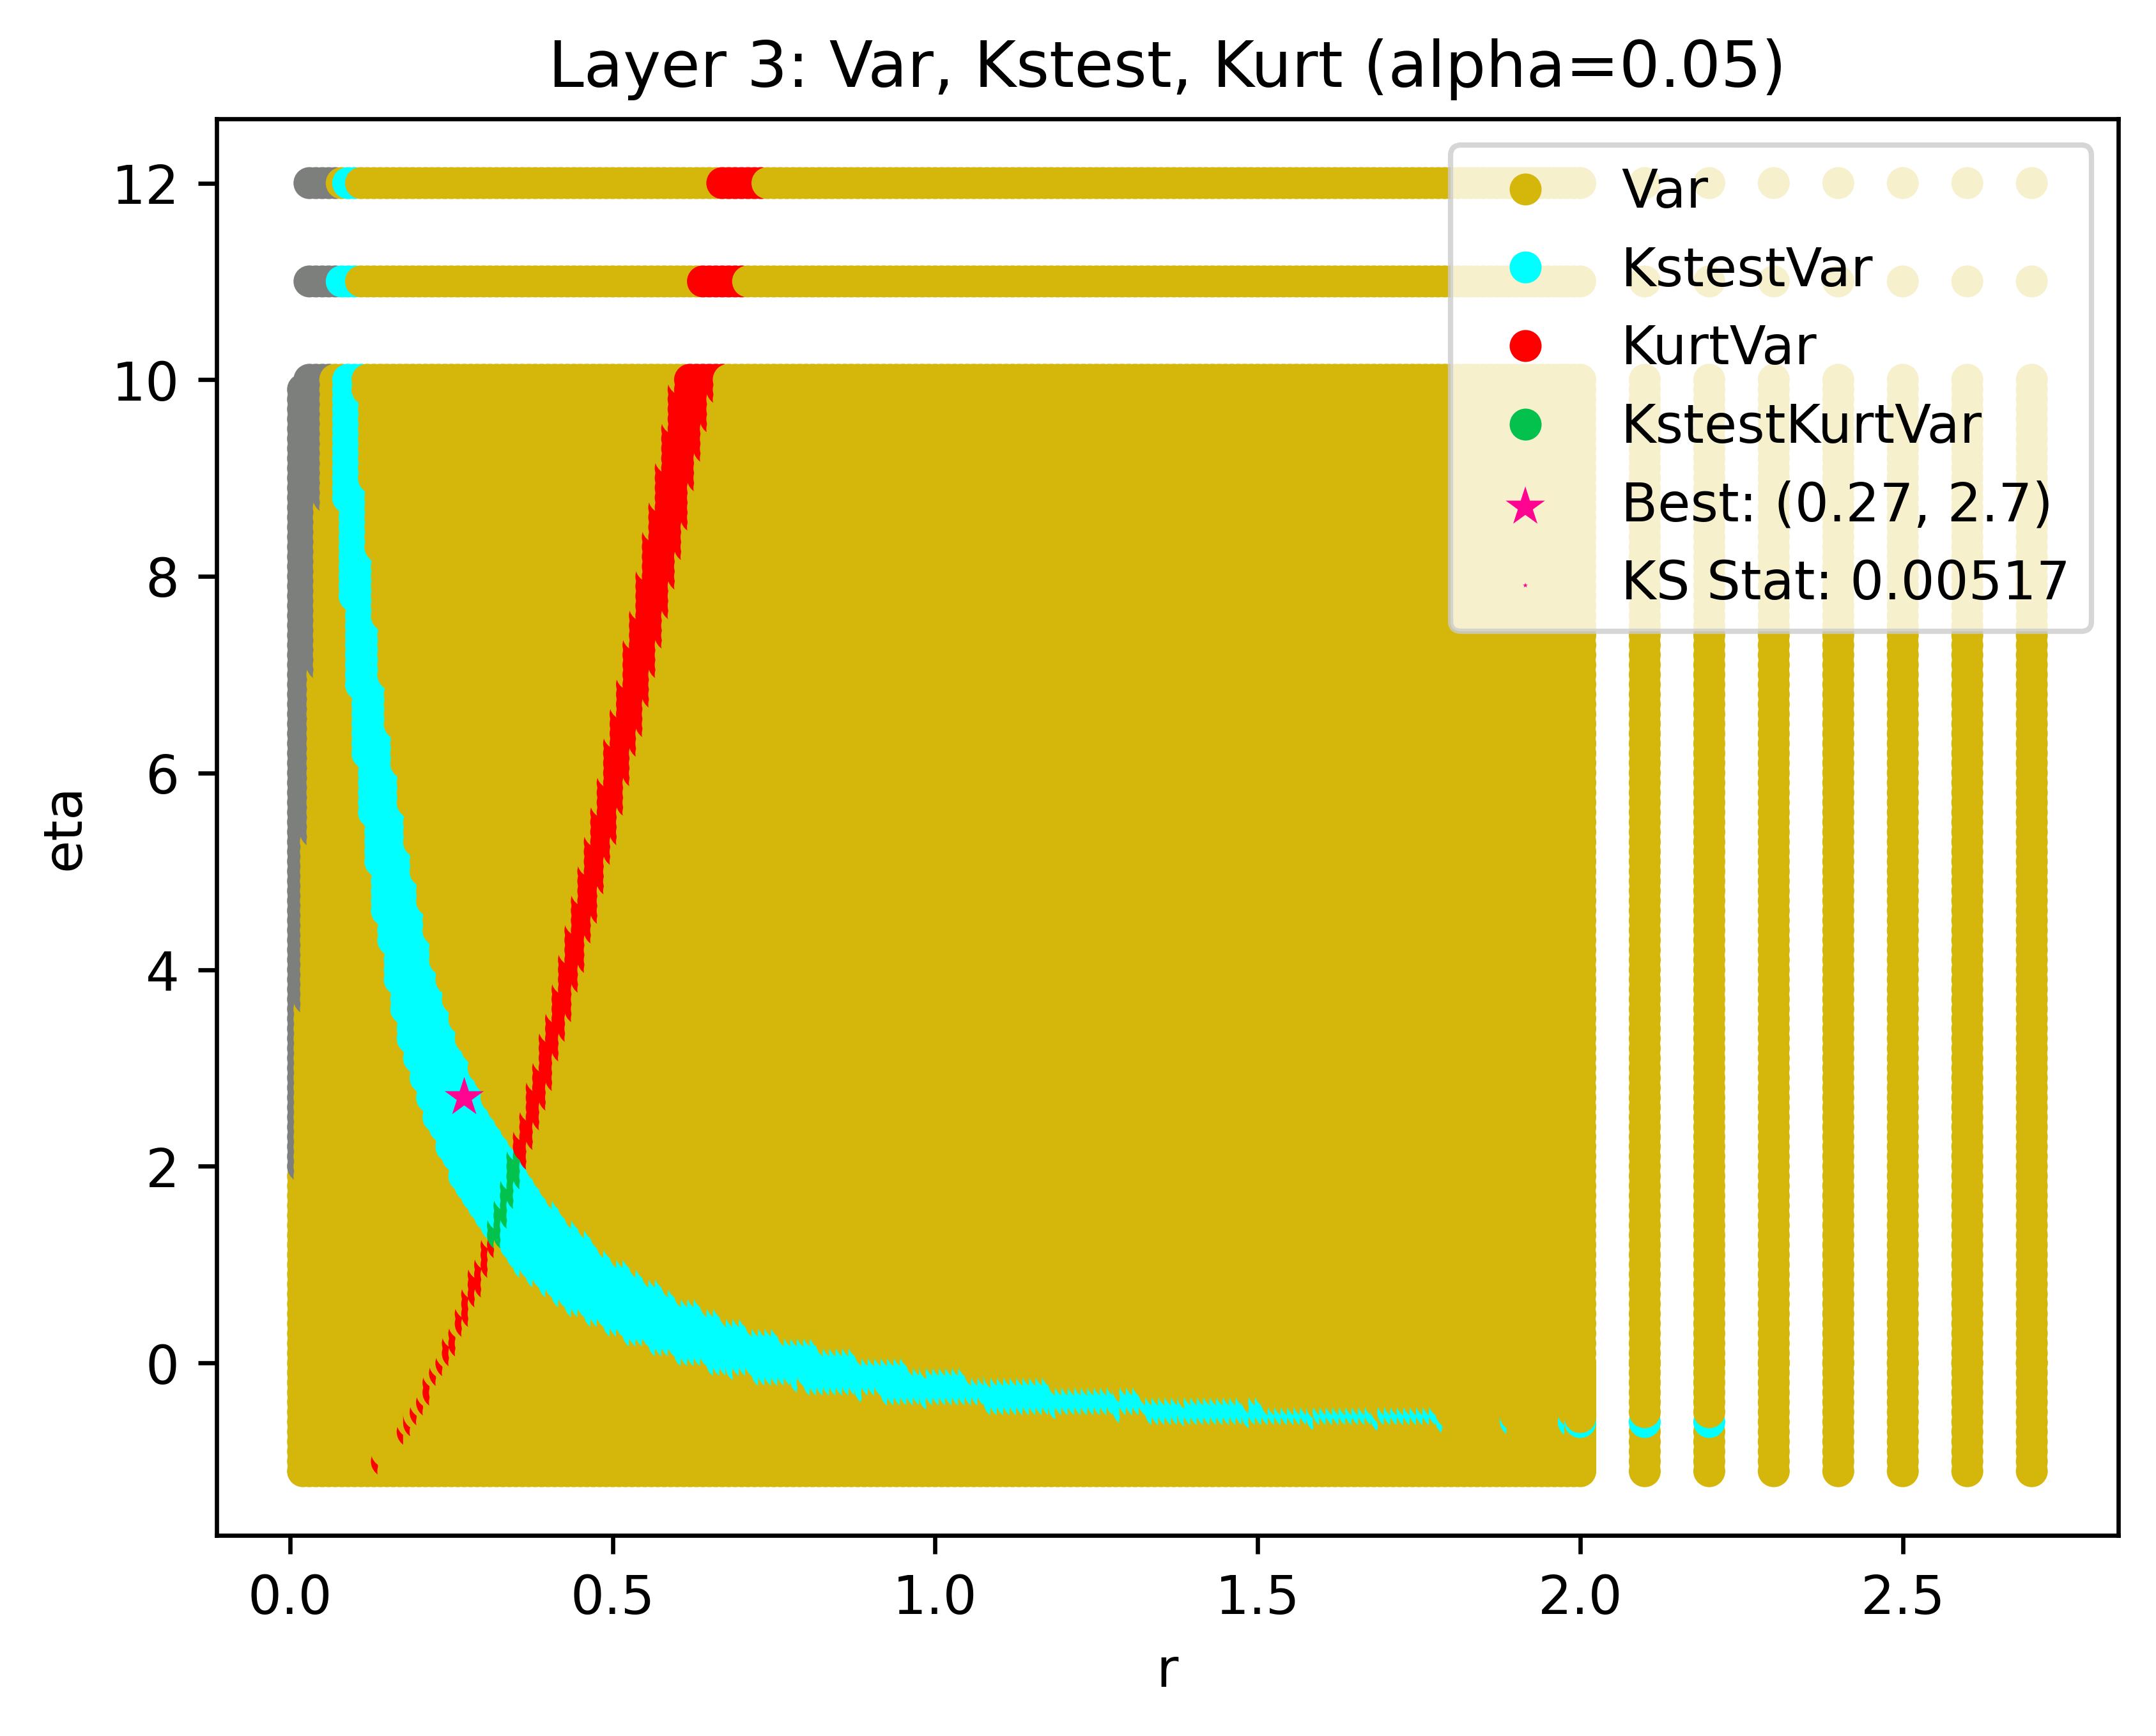 Layer 3: Var, Kstest, Kurt (alpha=0.05)
Var
KstestVar
KurtVar
KstestKurtVar
Best: (0.27, 2.7)
KS Stat: 0.00517
12
10
8
6
4
2
0
eta
0.0 0.5 1.0 1.5 2.0 2.5
r